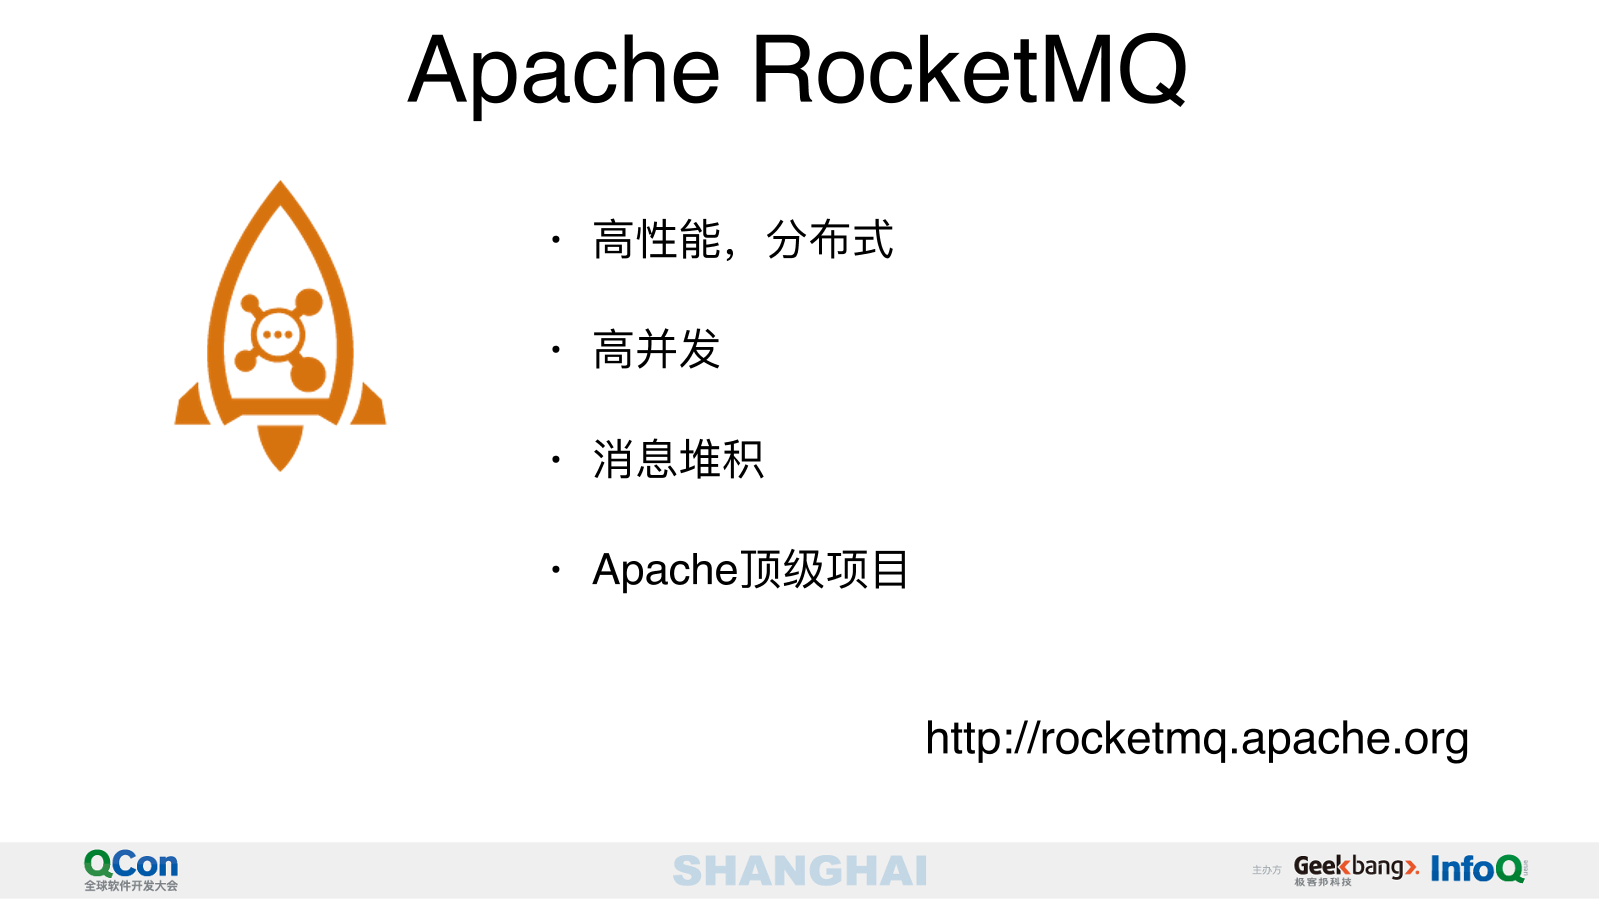 Apache RocketMQ
• 高性能，分布式
• 高并发
• 消息堆积
• Apache顶级项目
http://rocketmq.apache.org
QCon
全球软件开发大会
SHANGHAI
主办方
Geekbang
极客邦科技
InfoQ